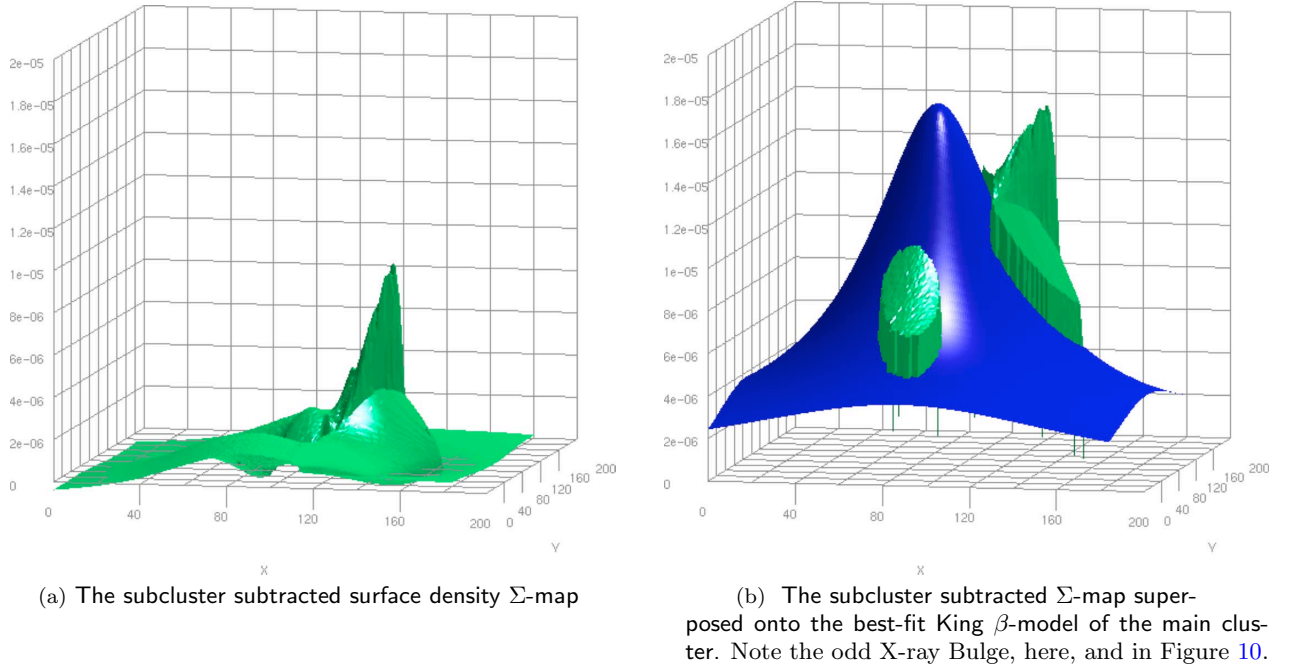 2e-05
1.8e-05
1.6e-05
1.4e-05
1.2e-05
1e-05
8e-06
6e-06
4e-06
2e-06
0
0
40
80
120
160
200
0
40
80
120
160
200
X
Y
(a) The subcluster subtracted surface density Σ-map
2e-05
1.8e-05
1.6e-05
1.4e-05
1.2e-05
1e-05
8e-06
6e-06
4e-06
2e-06
0
0
40
80
120
160
200
0
40
80
120
160
200
X
Y
(b) The subcluster subtracted Σ-map super-
posed onto the best-fit King β-model of the main clus-
ter. Note the odd X-ray Bulge, here, and in Figure 10.